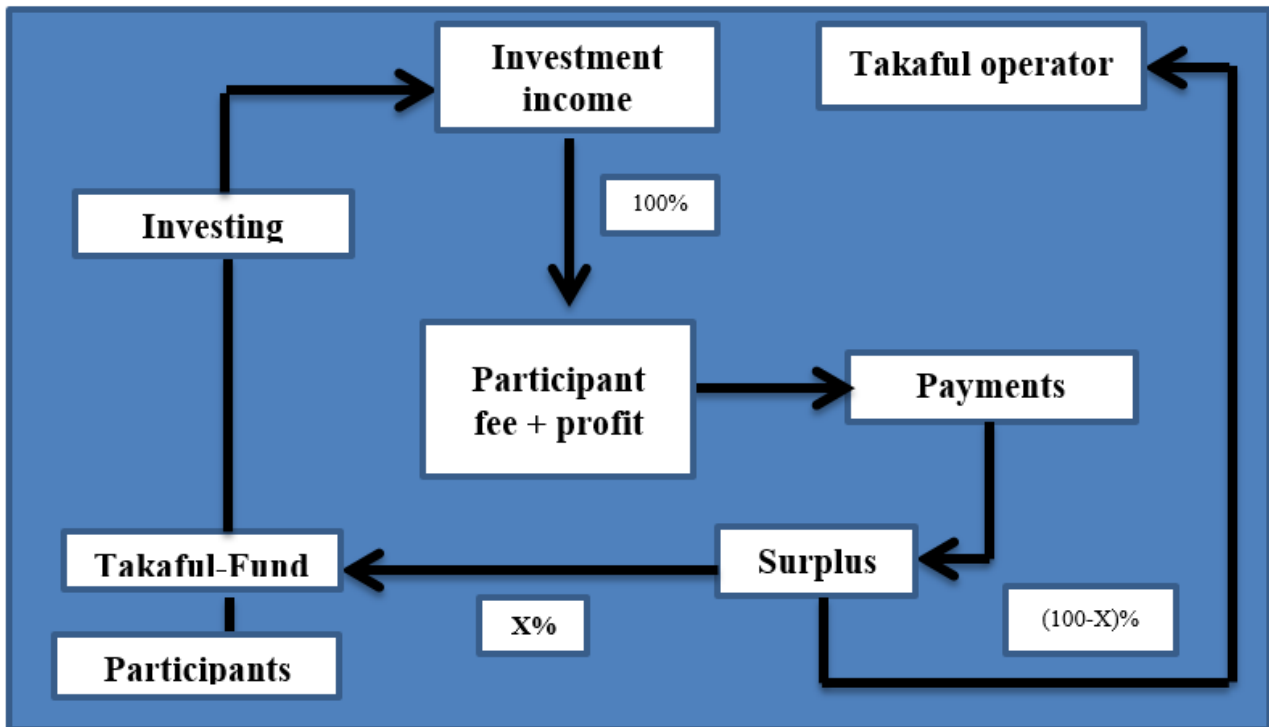 Investment
income
Takaful operator
100%
Investing
Participant
fee + profit
Payments
Takaful-Fund
Surplus
X%
(100-X)%
Participants